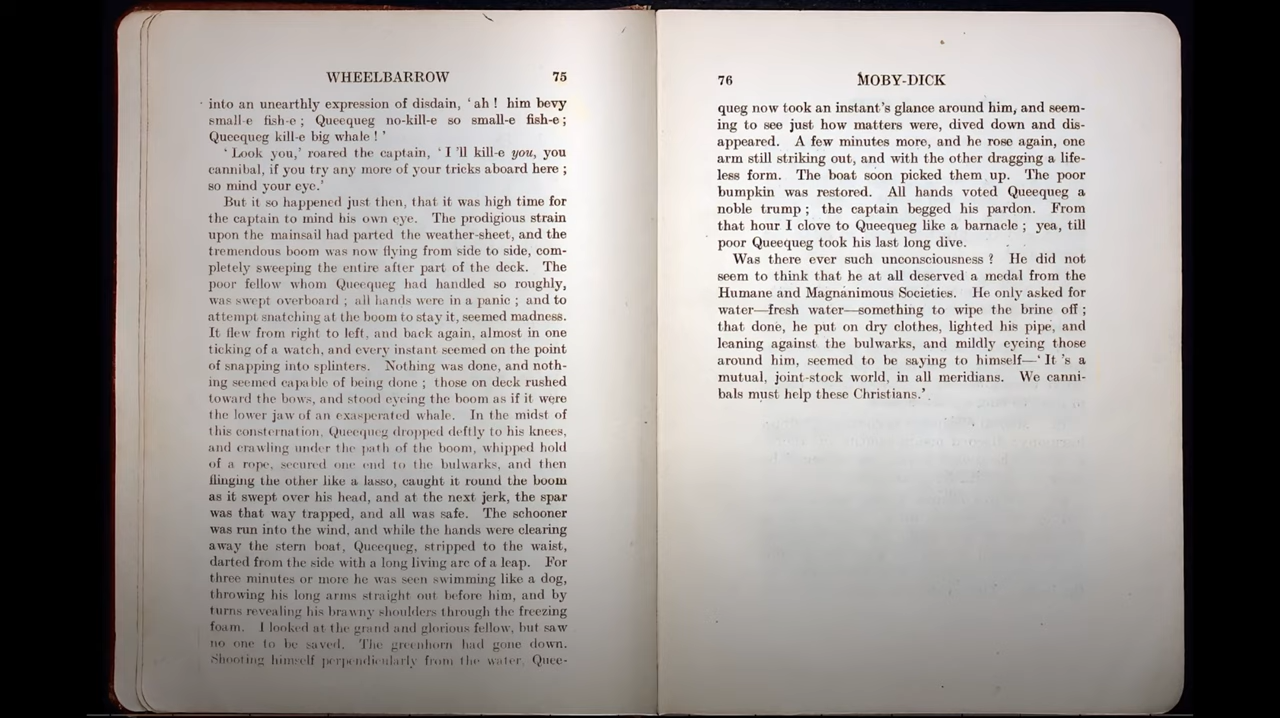 WHEELBARROW 75
into an unearthly expression of disdain, ‘ ah ! him bevy
small-e fish-e ; Queequeg no-kill-e so small-e fish-e ;
Queequeg kill-e big whale ! ’
‘ Look you,’ roared the captain, ‘ I ’ll kill-e you, you
cannibal, if you try any more of your tricks aboard here ;
so mind your eye.’
But it so happened just then, that it was high time for
the captain to mind his own eye. The prodigious strain
upon the mainsail had parted the weather-sheet, and the
tremendous boom was now flying from side to side, com-
pletely sweeping the entire after part of the deck. The
poor fellow whom Queequeg had handled so roughly,
was swept overboard ; all hands were in a panic ; and to
attempt snatching at the boom to stay it, seemed madness.
It flew from right to left, and back again, almost in one
ticking of a watch, and every instant seemed on the point
of snapping into splinters. Nothing was done, and noth-
ing seemed capable of being done ; those on deck rushed
toward the bows, and stood eyeing the boom as if it were
the lower jaw of an exasperated whale. In the midst of
this consternation, Queequeg dropped deftly to his knees,
and crawling under the path of the boom, whipped hold
of a rope, secured one end to the bulwarks, and then
flinging the other like a lasso, caught it round the boom
as it swept over his head, and at the next jerk, the spar
was that way trapped, and all was safe. The schooner
was run into the wind, and while the hands were clearing
away the stern boat, Queequeg, stripped to the waist,
darted from the side with a long living arc of a leap. For
three minutes or more he was seen swimming like a dog,
throwing his long arms straight out before him, and by
turns revealing his brawny shoulders through the freezing
foam. I looked at the grand and glorious fellow, but saw
no one to be saved. The greenhorn had gone down.
Shooting himself perpendicularly from the water, Quee-
76 MOBY-DICK
queg now took an instant’s glance around him, and seem-
ing to see just how matters were, dived down and dis-
appeared. A few minutes more, and he rose again, one
arm still striking out, and with the other dragging a life-
less form. The boat soon picked them up. The poor
bumpkin was restored. All hands voted Queequeg a
noble trump ; the captain begged his pardon. From
that hour I clove to Queequeg like a barnacle ; yea, till
poor Queequeg took his last long dive.
Was there ever such unconsciousness ? He did not
seem to think that he at all deserved a medal from the
Humane and Magnanimous Societies. He only asked for
water—fresh water—something to wipe the brine off ;
that done, he put on dry clothes, lighted his pipe, and
leaning against the bulwarks, and mildly eyeing those
around him, seemed to be saying to himself—‘ It ’s a
mutual, joint-stock world, in all meridians. We canni-
bals must help these Christians.’